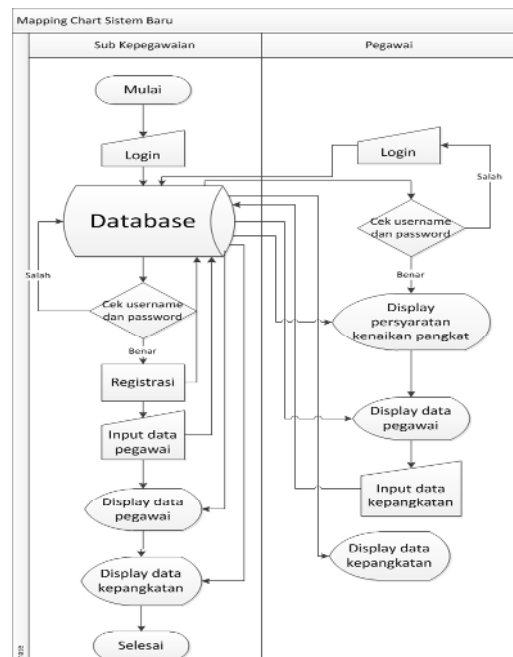 Mapping Chart Sistem Baru
Sub Kepegawaian
Pegawai
Mulai
Login
Database
Salah
Cek username
dan password
Benar
Registrasi
Input data
pegawai
Display data
pegawai
Display data
kepangkatan
Selesai
Login
Salah
Cek username
dan password
Benar
Display
persyaratan
kenaikan pangkat
Display data
pegawai
Input data
kepangkatan
Display data
kepangkatan